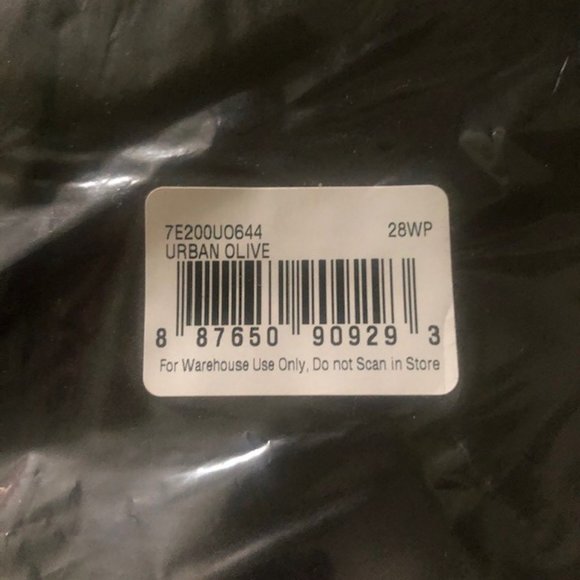 7E200UO644 28WP
URBAN OLIVE
8 87650 90929 3
For Warehouse Use Only, Do not Scan in Store